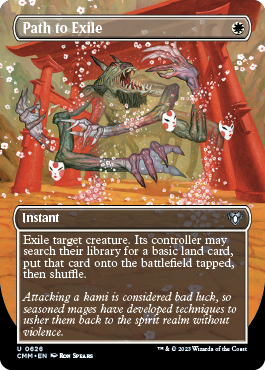 Path to Exile
Instant
Exile target creature. Its controller may
search their library for a basic land card,
put that card onto the battlefield tapped,
then shuffle.
Attacking a kami is considered bad luck, so
seasoned mages have developed techniques to
usher them back to the spirit realm without
violence.
U 0626
CMM • EN Ron Spears
™ & © 2023 Wizards of the Coast